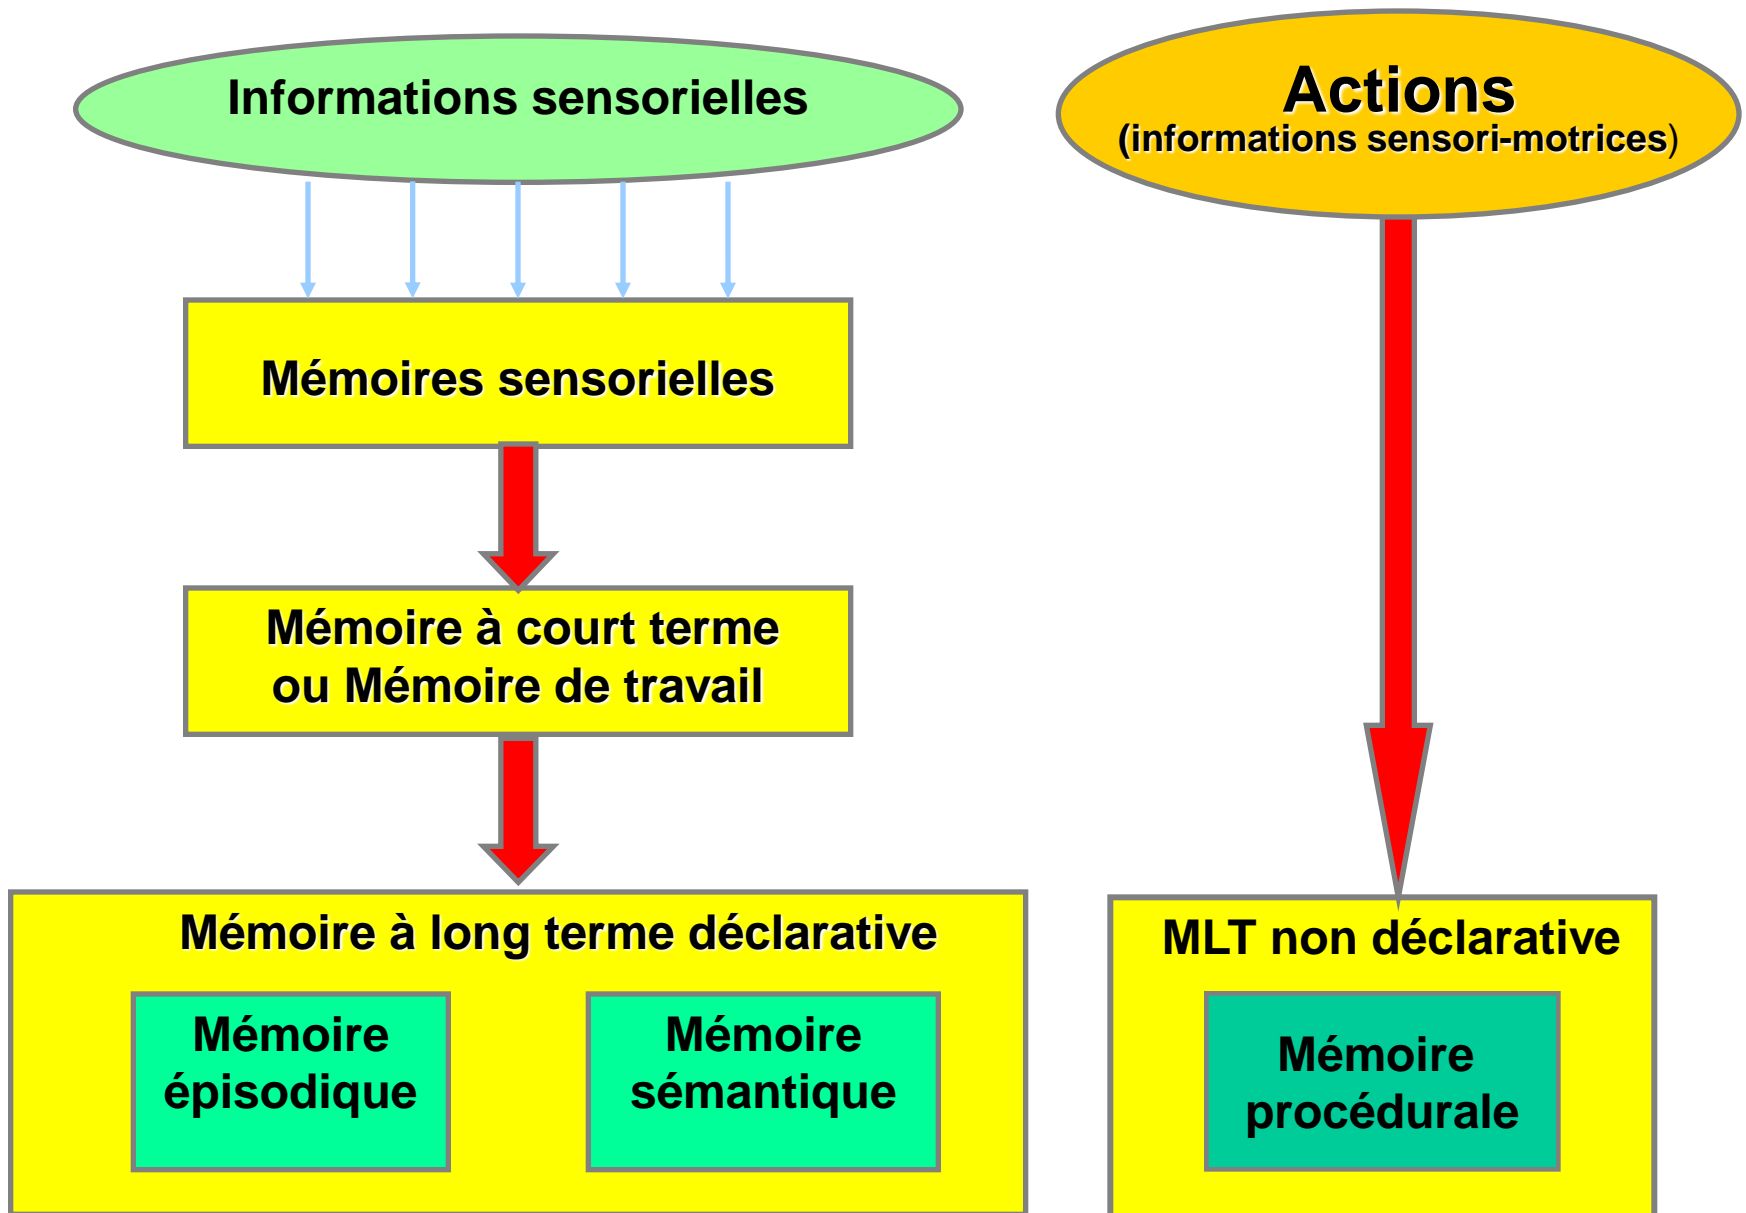 Informations sensorielles
Actions
(informations sensori-motrices)
Mémoires sensorielles
Mémoire à court terme
ou Mémoire de travail
Mémoire à long terme déclarative
Mémoire
épisodique
Mémoire
sémantique
MLT non déclarative
Mémoire
procédurale